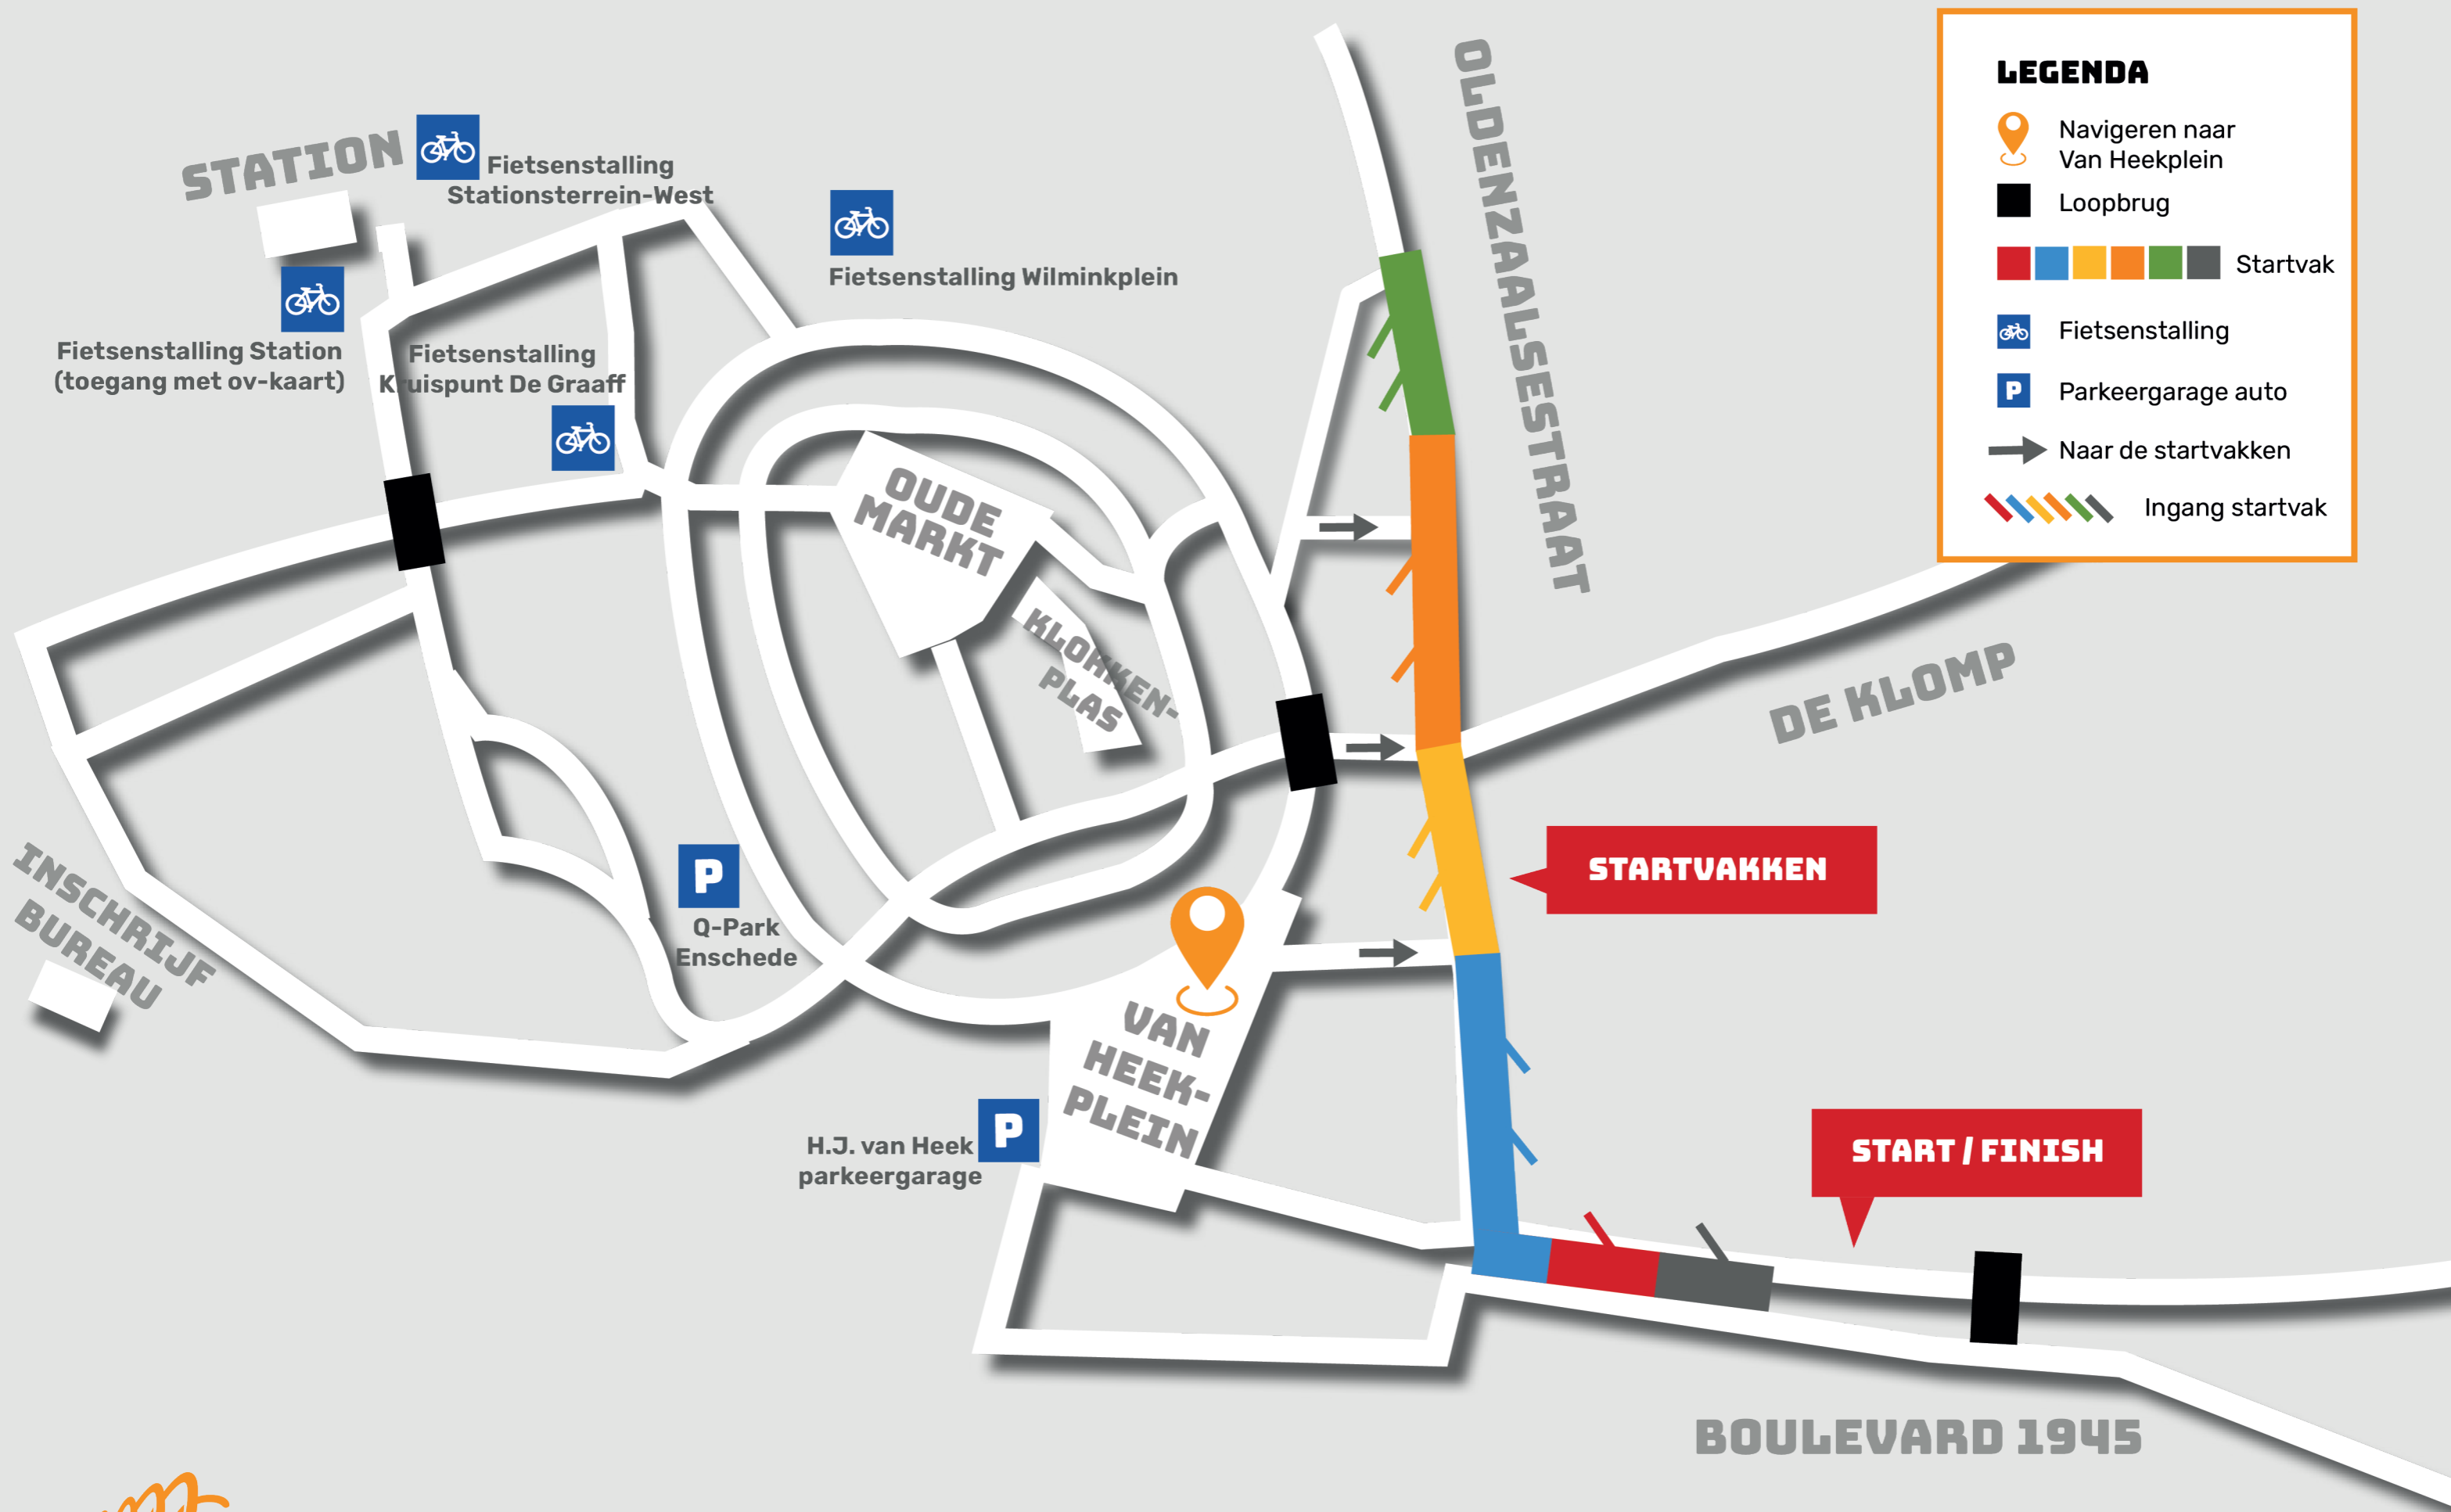 STATION
Fietsenstalling
Stationsterrein-West
Fietsenstalling Wilminkplein
Fietsenstalling Station
(toegang met ov-kaart)
Fietsenstalling
Kruispunt De Graaff
OUDE
MARKT
KLOKKEN-
PLAS
OLDENZAALSESTRAAT
LEGENDA
Navigeren naar
Van Heekplein
Loopbrug
Startvak
Fietsenstalling
P
Parkeergarage auto
Naar de startvakken
Ingang startvak
DE KLOMP
STARTVAKKEN
INSCHRIJF
BUREAU
P
Q-Park
Enschede
VAN
HEEK-
PLEIN
P
H.J. van Heek
parkeergarage
START / FINISH
BOULEVARD 1945